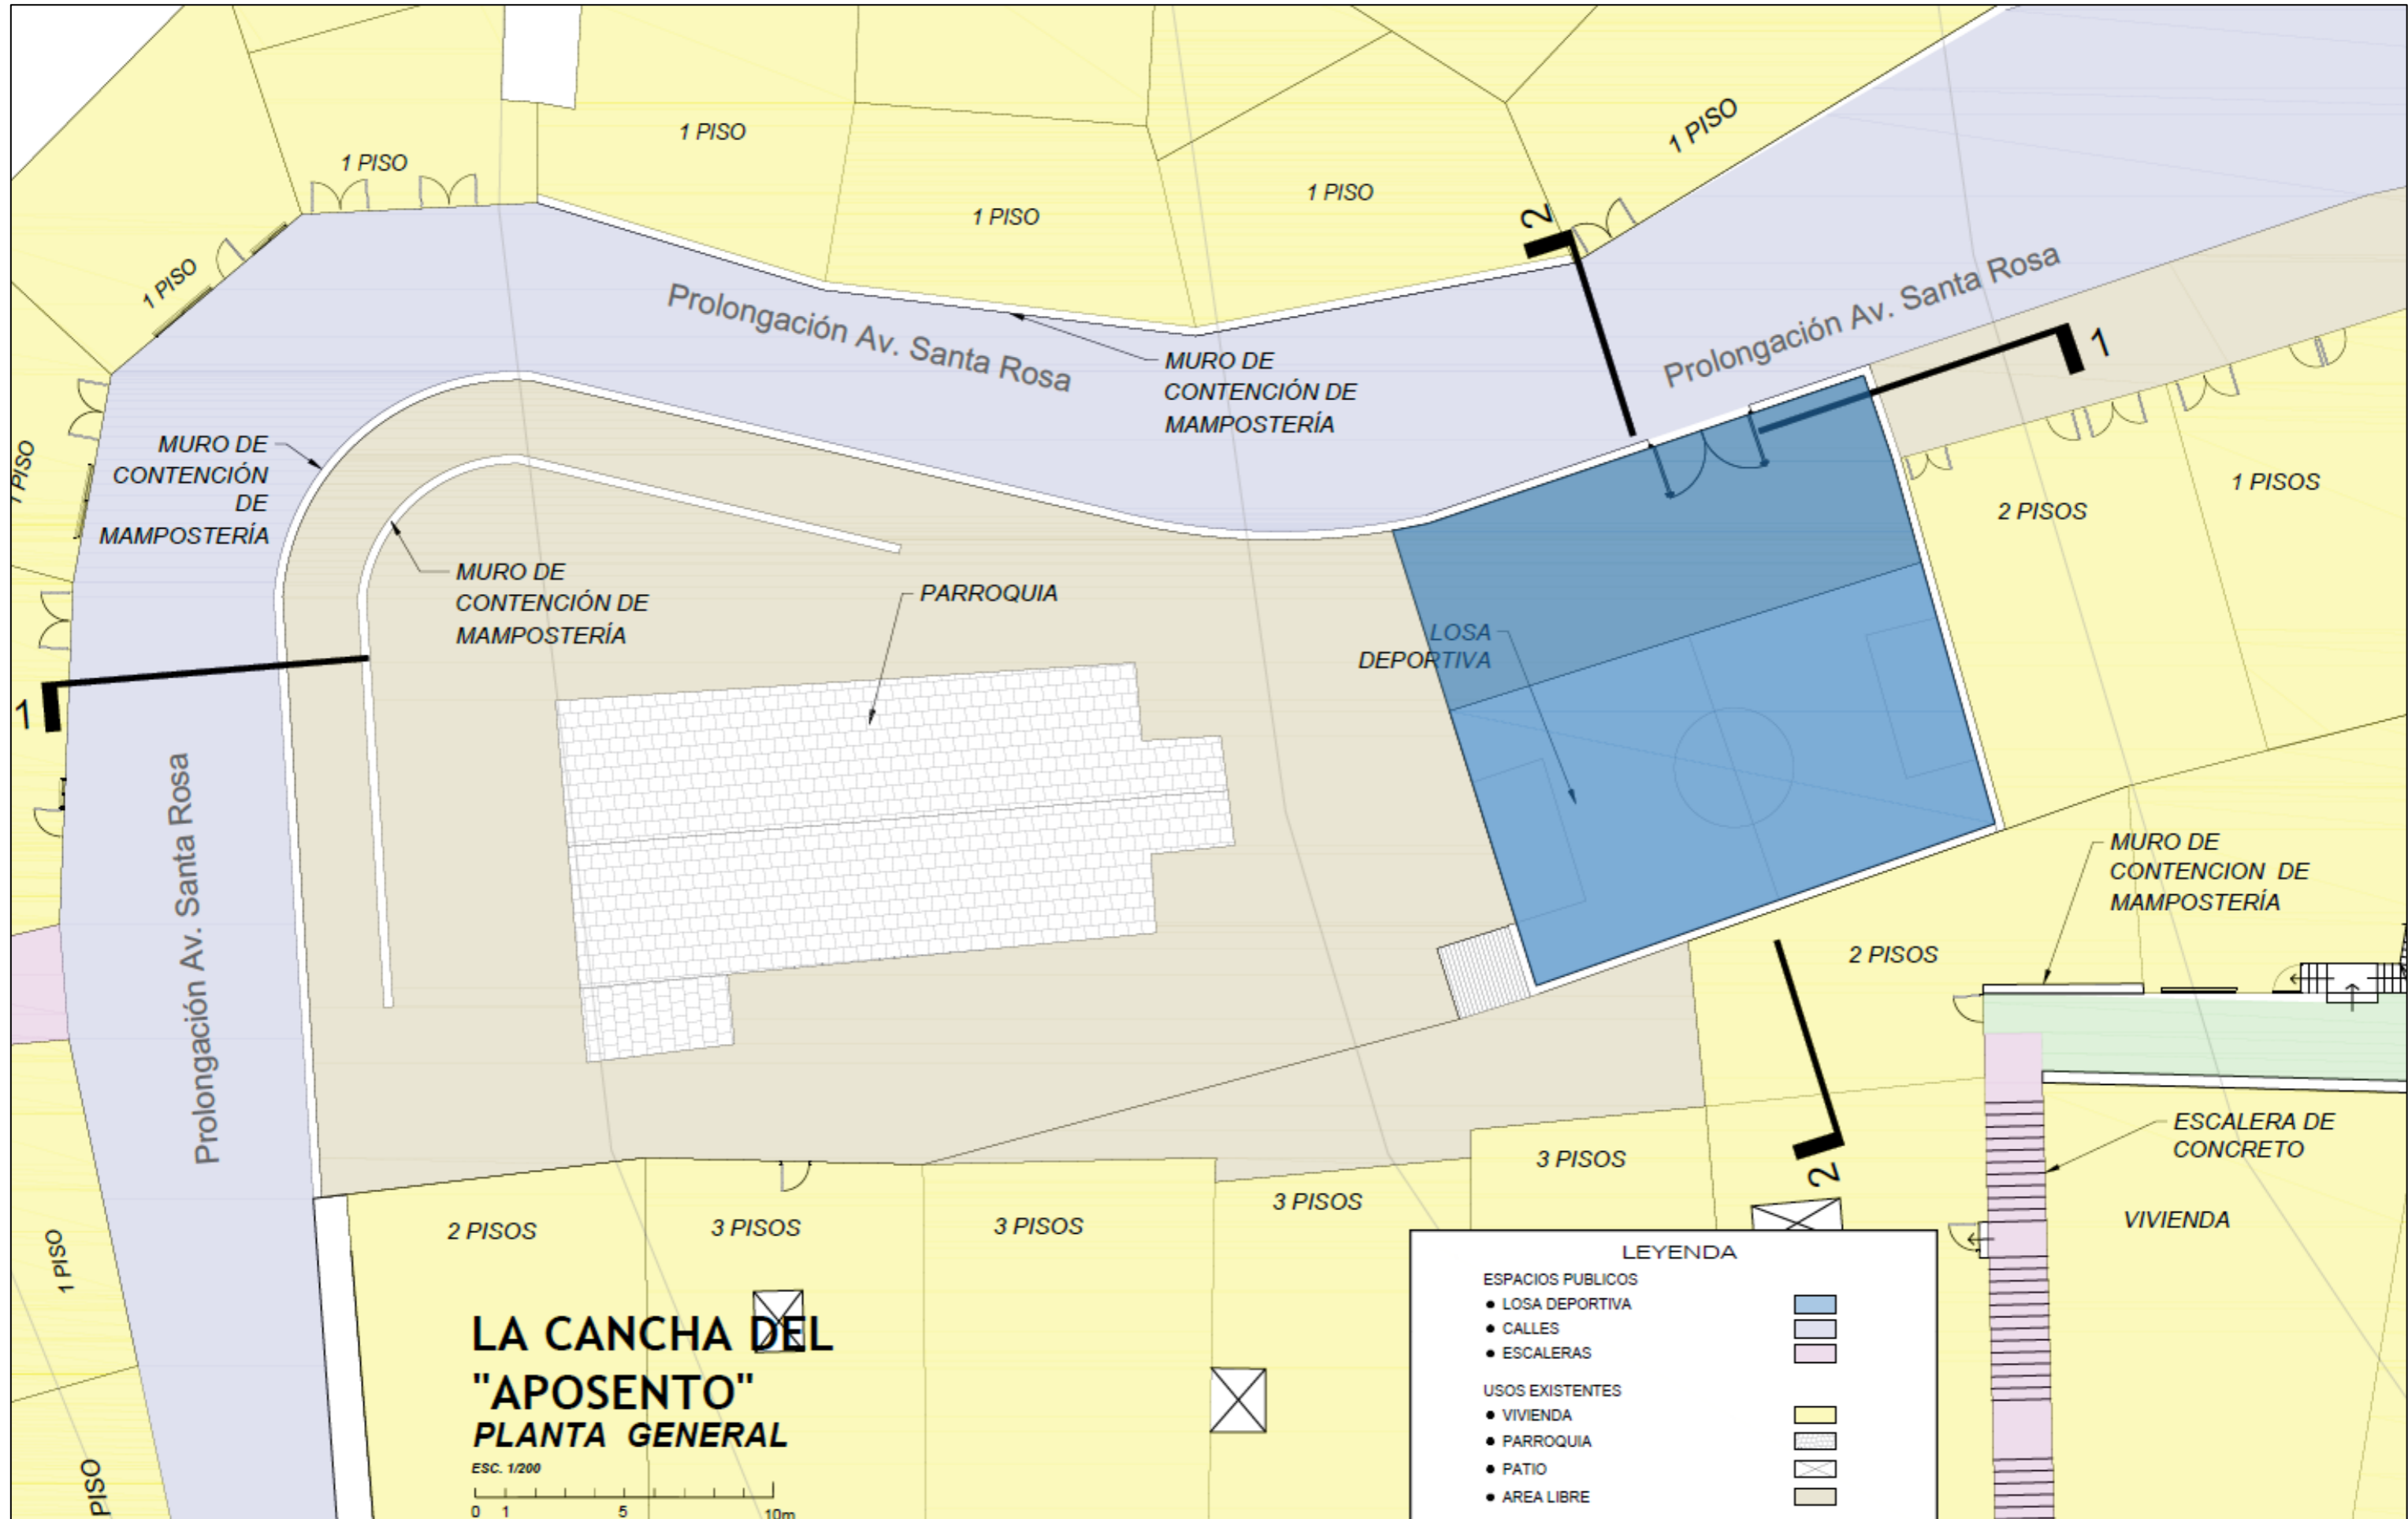 1 PISO
1 PISO
1 PISO
1 PISO
1 PISO
1 PISO
1 PISO
2
Prolongación Av. Santa Rosa
Prolongación Av. Santa Rosa
1
MURO DE
CONTENCIÓN DE
MAMPOSTERÍA
MURO DE
CONTENCIÓN
DE
MAMPOSTERÍA
MURO DE
CONTENCIÓN DE
MAMPOSTERÍA
PARROQUIA
LOSA
DEPORTIVA
2 PISOS
1 PISOS
1
Prolongación Av. Santa Rosa
MURO DE
CONTENCION DE
MAMPOSTERÍA
2 PISOS
ESCALERA DE
CONCRETO
VIVIENDA
2
3 PISOS
3 PISOS
3 PISOS
3 PISOS
2 PISOS
1 PISO
PISO
LA CANCHA DEL
"APOSENTO"
PLANTA GENERAL
ESC. 1/200
0 1 5 10m
LEYENDA
ESPACIOS PUBLICOS
• LOSA DEPORTIVA
• CALLES
• ESCALERAS
USOS EXISTENTES
• VIVIENDA
• PARROQUIA
• PATIO
• AREA LIBRE